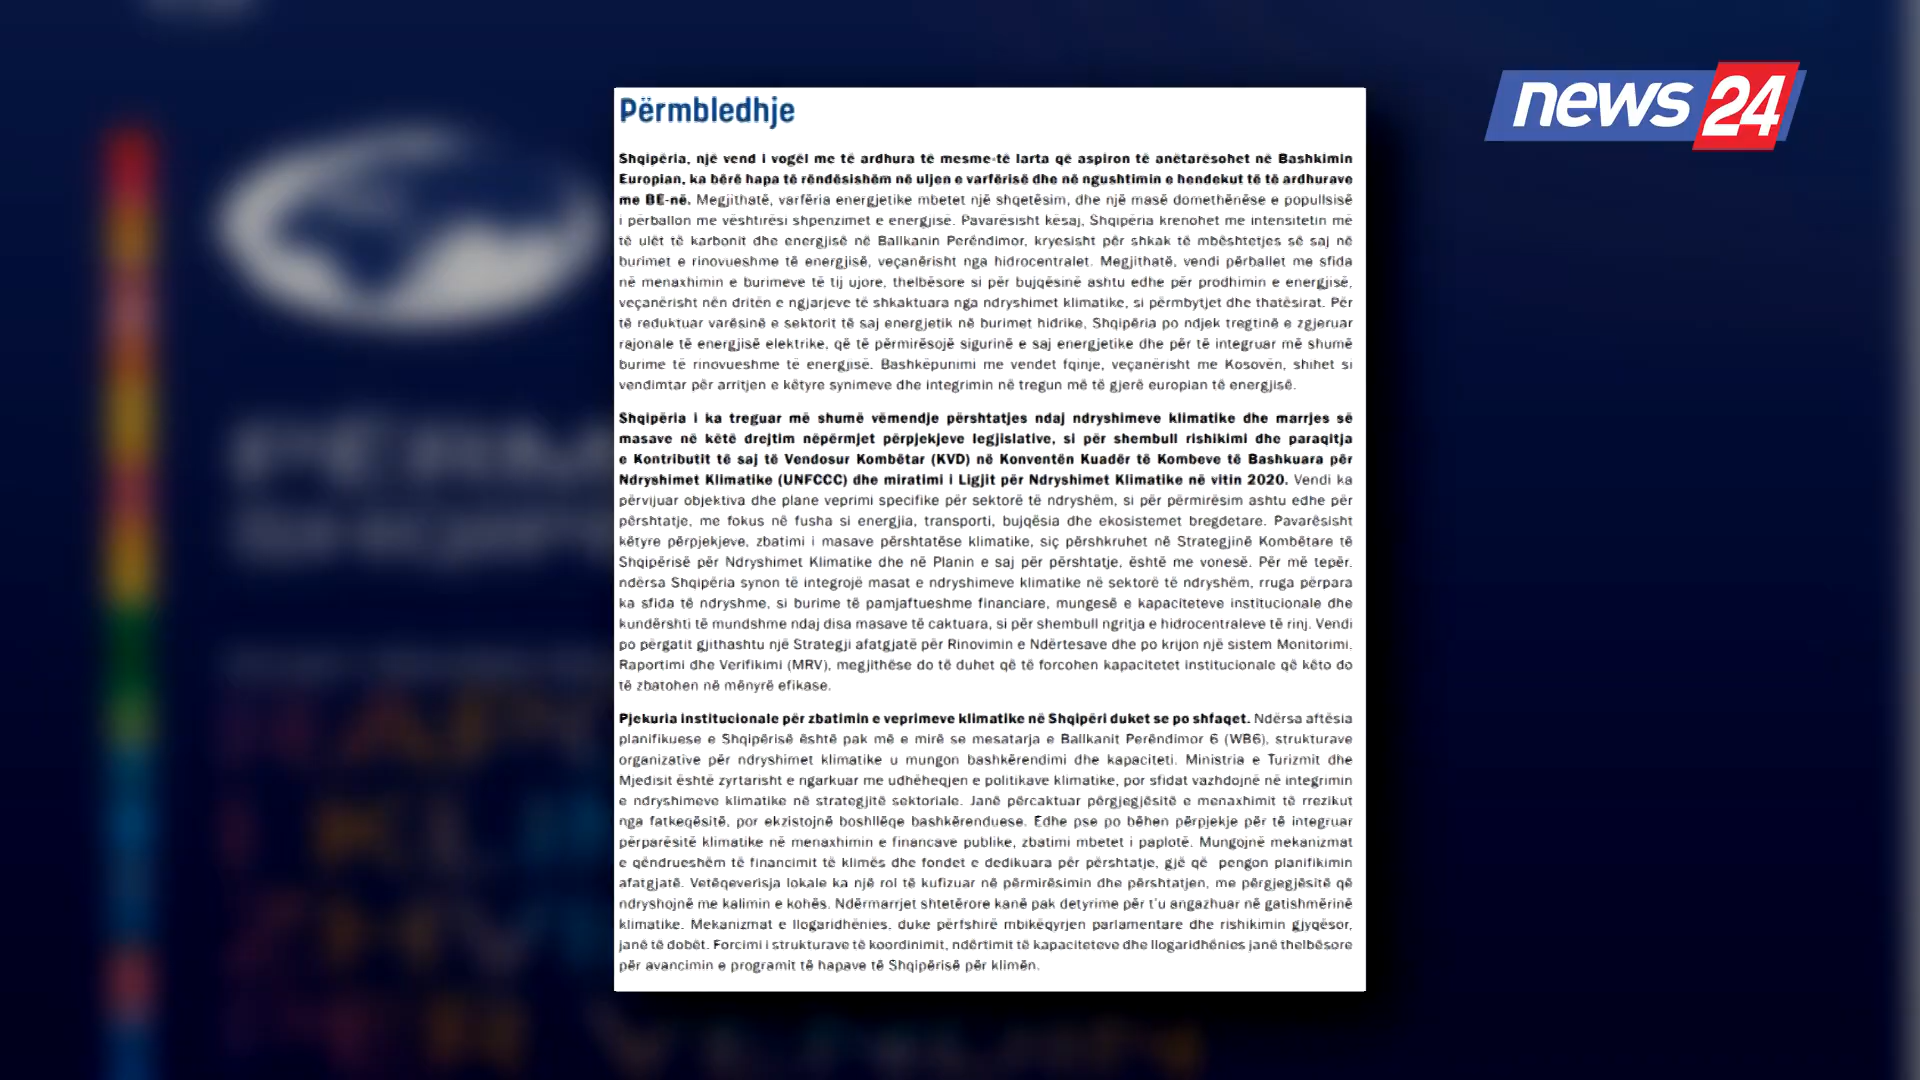 news 24
Përmbledhje
Shqipëria, një vend i vogël me të ardhura të mesme-të larta që aspiron të anëtarësohet në Bashkimin
Europian, ka bërë hapa të rëndësishëm në uljen e varfërisë dhe në ngushtimin e hendekut të të ardhurave
me BE-në. Megjithatë, varfëria energjetike mbetet një shqetësim, dhe një masë domethënëse e popullsisë
i përballon me vështirësi shpenzimet e energjisë. Pavarësisht kësaj, Shqipëria krenohet me intensitetin më
të ulët të karbonit dhe energjisë në Ballkanin Perëndimor, kryesisht për shkak të mbështetjes së saj në
burimet e rinovueshme të energjisë, veçanërisht nga hidrocentralet. Megjithatë, vendi përballet me sfida
në menaxhimin e burimeve të tij ujore, thelbësore si për bujqësinë ashtu edhe për prodhimin e energjisë,
veçanërisht nën dritën e ngjarjeve të shkaktuara nga ndryshimet klimatike, si përmbytjet dhe thatësirat. Për
të reduktuar varësinë e sektorit të saj energjetik në burimet hidrike, Shqipëria po ndjek tregtinë e zgjeruar
rajonale të energjisë elektrike, që të përmirësojë sigurinë e saj energjetike dhe për të integruar më shumë
burime të rinovueshme të energjisë. Bashkëpunimi me vendet fqinje, veçanërisht me Kosovën, shihet si
vendimtar për arritjen e këtyre synimeve dhe integrimin në tregun më të gjerë europian të energjisë.
Shqipëria i ka treguar më shumë vëmendje përshtatjes ndaj ndryshimeve klimatike dhe marrjes së
masave në këtë drejtim nëpërmjet përpjekjeve legjislative, si për shembull rishikimi dhe paraqitja
e Kontributit të saj të Vendosur Kombëtar (KVD) në Konventën Kuadër të Kombeve të Bashkuara për
Ndryshimet Klimatike (UNFCCC) dhe miratimi i Ligjit për Ndryshimet Klimatike në vitin 2020. Vendi ka
përvijuar objektiva dhe plane veprimi specifike për sektorë të ndryshëm, si për përmirësim ashtu edhe për
përshtatje, me fokus në fusha si energjia, transporti, bujqësia dhe ekosistemet bregdetare. Pavarësisht
këtyre përpjekjeve, zbatimi i masave përshtatëse klimatike, siç përshkruhet në Strategjinë Kombëtare të
Shqipërisë për Ndryshimet Klimatike dhe në Planin e saj për përshtatje, është me vonesë. Për më tepër,
ndërsa Shqipëria synon të integrojë masat e ndryshimeve klimatike në sektorë të ndryshëm, rruga përpara
ka sfida të ndryshme, si burime të pamjaftueshme financiare, mungesë e kapaciteteve institucionale dhe
kundërshti të mundshme ndaj disa masave të caktuara, si për shembull ngritja e hidrocentraleve të rinj. Vendi
po përgatit gjithashtu një Strategji afatgjatë për Rinovimin e Ndërtesave dhe po krijon një sistem Monitorimi,
Raportimi dhe Verifikimi (MRV), megjithëse do të duhet që të forcohen kapacitetet institucionale që këto do
të zbatohen në mënyrë efikase.
Pjekuria institucionale për zbatimin e veprimeve klimatike në Shqipëri duket se po shfaqet. Ndërsa aftësia
planifikuese e Shqipërisë është pak më e mirë se mesatarja e Ballkanit Perëndimor 6 (WB6), strukturave
organizative për ndryshimet klimatike u mungon bashkërendimi dhe kapaciteti. Ministria e Turizmit dhe
Mjedisit është zyrtarisht e ngarkuar me udhëheqjen e politikave klimatike, por sfidat vazhdojnë në integrimin
e ndryshimeve klimatike në strategjitë sektoriale. Janë përcaktuar përgjegjësitë e menaxhimit të rrezikut
nga fatkeqësitë, por ekzistojnë boshllëqe bashkërenduese. Edhe pse po bëhen përpjekje për të integruar
përparësitë klimatike në menaxhimin e financave publike, zbatimi mbetet i paplotë. Mungojnë mekanizmat
e qëndrueshëm të financimit të klimës dhe fondet e dedikuara për përshtatje, gjë që pengon planifikimin
afatgjatë. Vetëqeverisja lokale ka një rol të kufizuar në përmirësimin dhe përshtatjen, me përgjegjësitë që
ndryshojnë me kalimin e kohës. Ndërmarrjet shtetërore kanë pak detyrime për t'u angazhuar në gatishmërinë
klimatike. Mekanizmat e llogaridhënies, duke përfshirë mbikëqyrjen parlamentare dhe rishikimin gjyqësor,
janë të dobët. Forcimi i strukturave të koordinimit, ndërtimit të kapaciteteve dhe llogaridhënies janë thelbësore
për avancimin e programit të hapave të Shqipërisë për klimën.